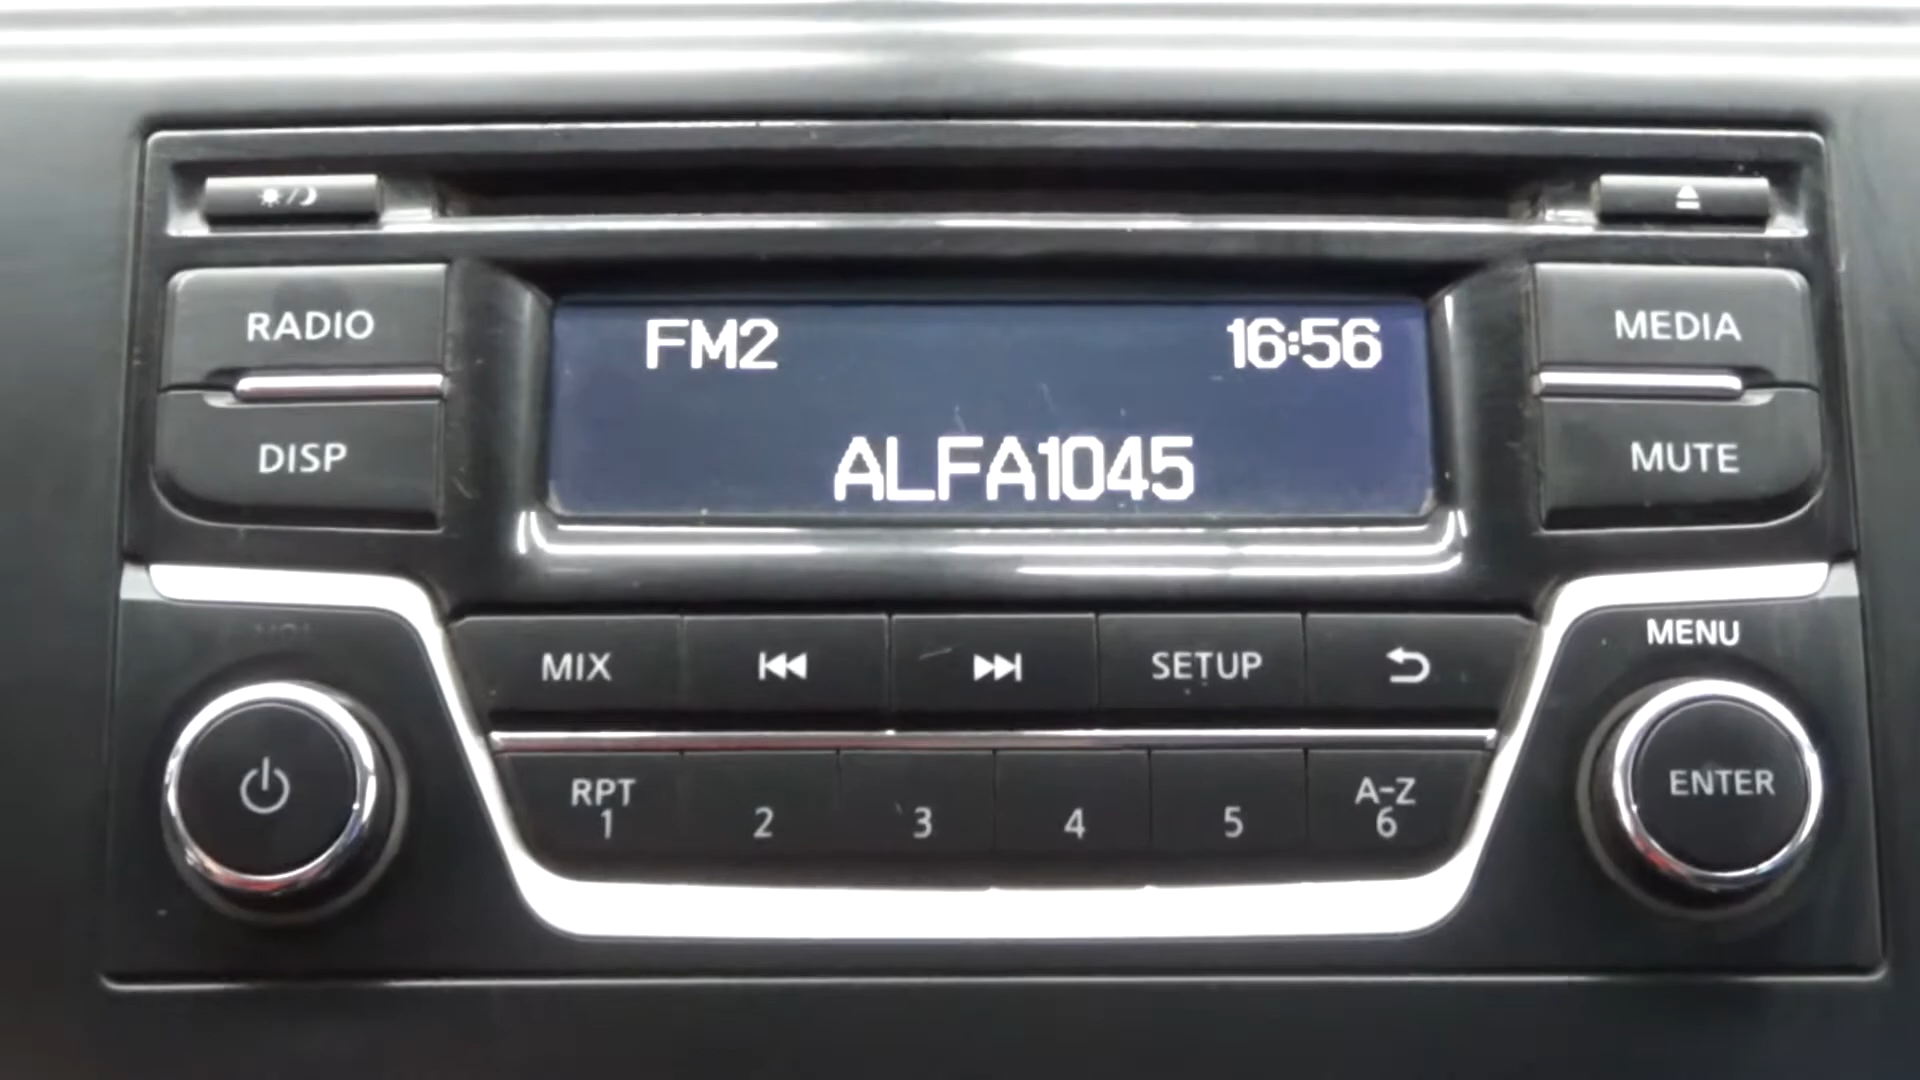 RADIO
DISP
FM2
16:56
ALFA1045
MEDIA
MUTE
MIX
SETUP
MENU
RPT
1
2
3
4
5
A-Z
6
ENTER